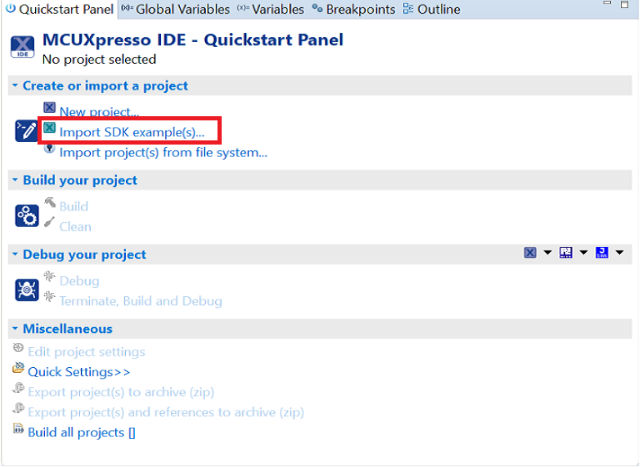 Quickstart Panel (x)= Global Variables (x)= Variables Breakpoints Outline
IDE
MCUXpresso IDE - Quickstart Panel
No project selected
Create or import a project
New project...
Import SDK example(s)...
Import project(s) from file system...
Build your project
Build
Clean
Debug your project
Debug
Terminate, Build and Debug
Miscellaneous
Edit project settings
Quick Settings>>
Export project(s) to archive (zip)
Export project(s) and references to archive (zip)
Build all projects []